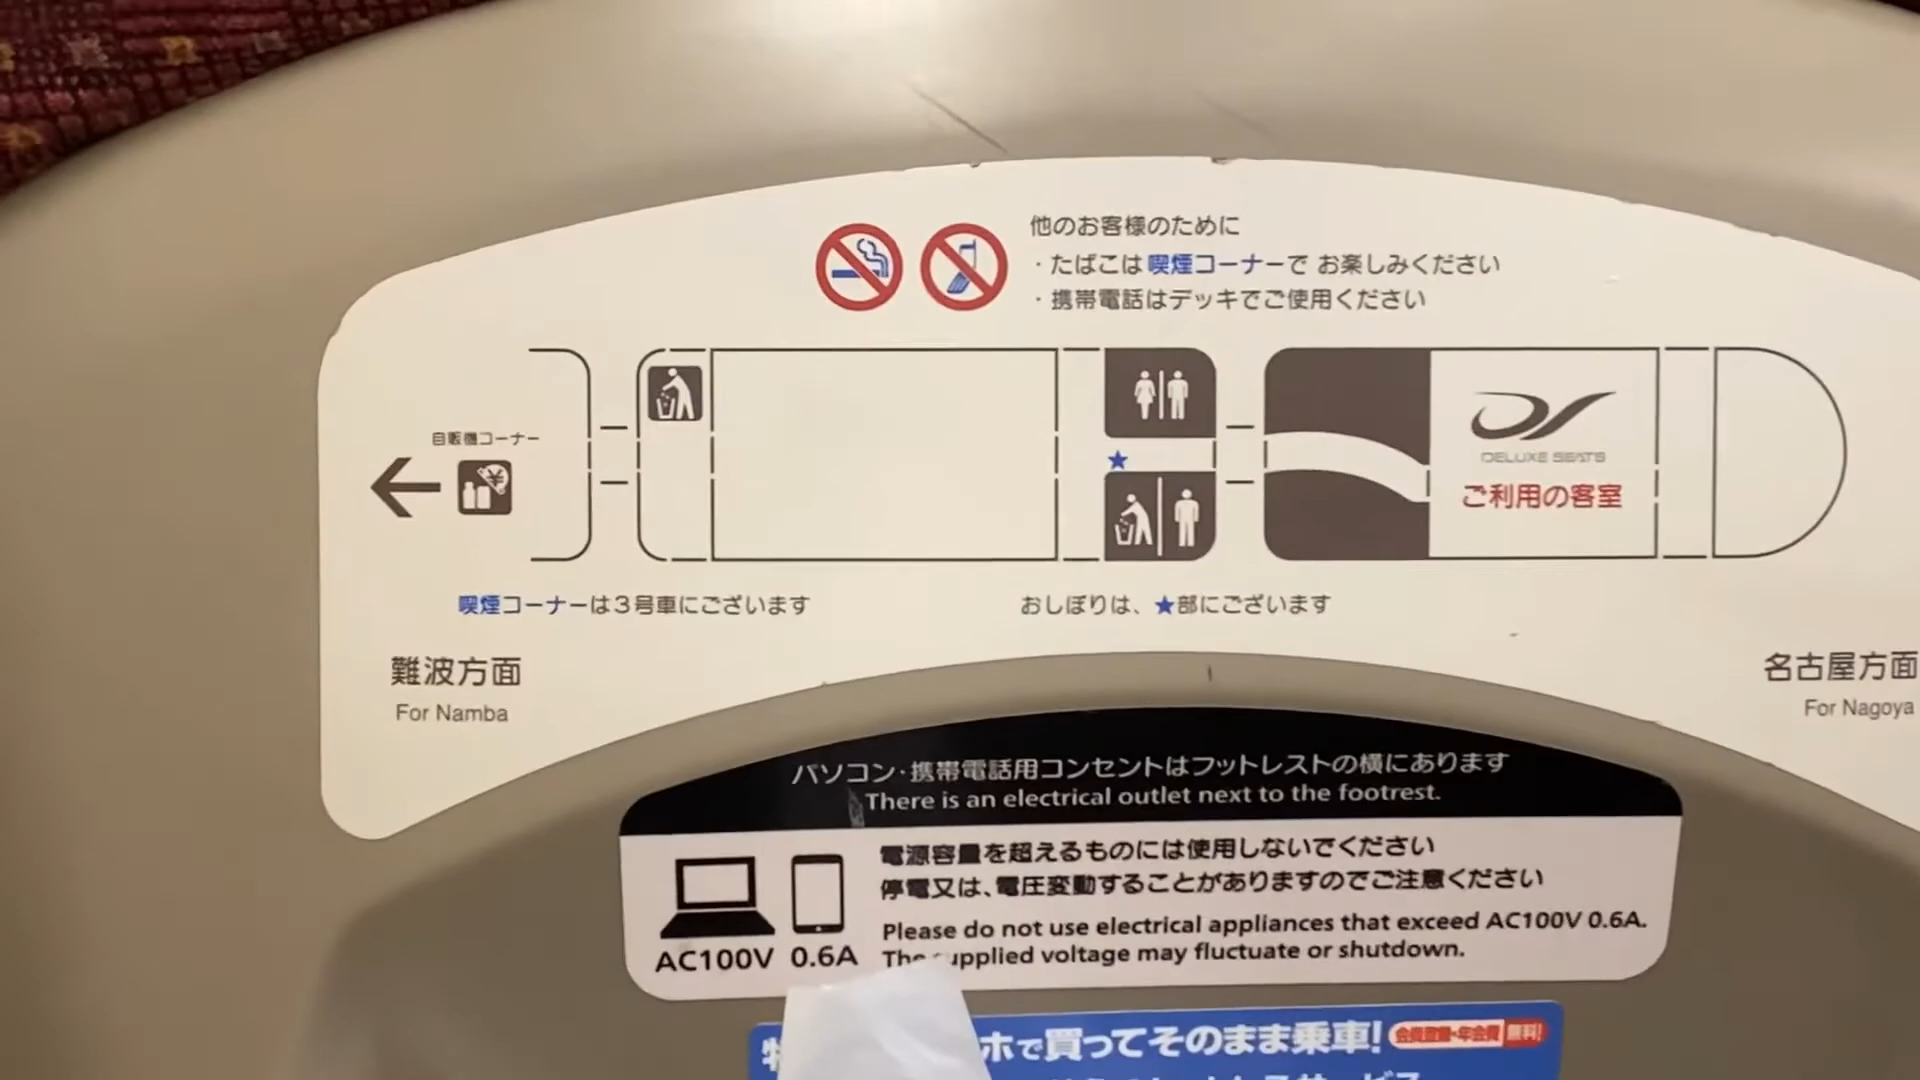 他のお客様のために
・たばこは喫煙コーナーで お楽しみください
・携帯電話はデッキでご使用ください
自販機コーナー
DELUXE SEATS
ご利用の客室
喫煙コーナーは3号車にございます
おしぼりは、★部にございます
難波方面
For Namba
名古屋方面
For Nagoya
パソコン・携帯電話用コンセントはフットレストの横にあります
There is an electrical outlet next to the footrest.
電源容量を超えるものには使用しないでください
停電又は、電圧変動することがありますのでご注意ください
Please do not use electrical appliances that exceed AC100V 0.6A.
The supplied voltage may fluctuate or shutdown.
AC100V 0.6A
ホで買ってそのまま乗車! 会員登録・年会費 無料!